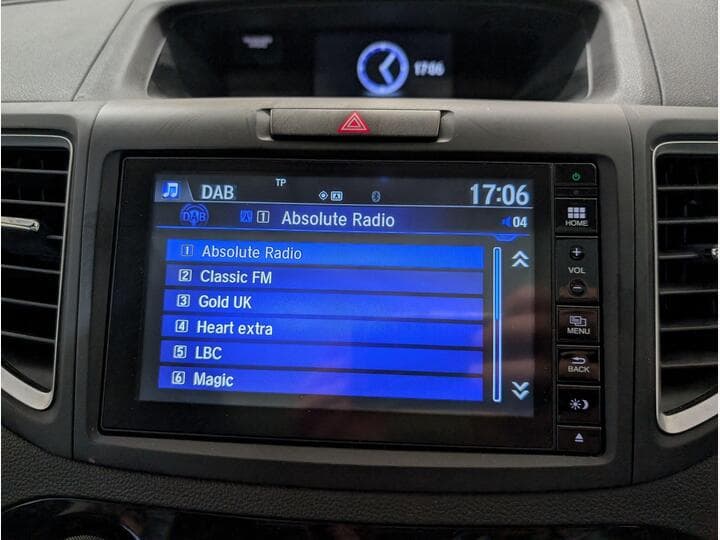 17:06
TP
DAB
A
17:06
DAB
1 Absolute Radio
04
1 Absolute Radio
2 Classic FM
3 Gold UK
4 Heart extra
5 LBC
6 Magic
HOME
+
VOL
−
MENU
BACK